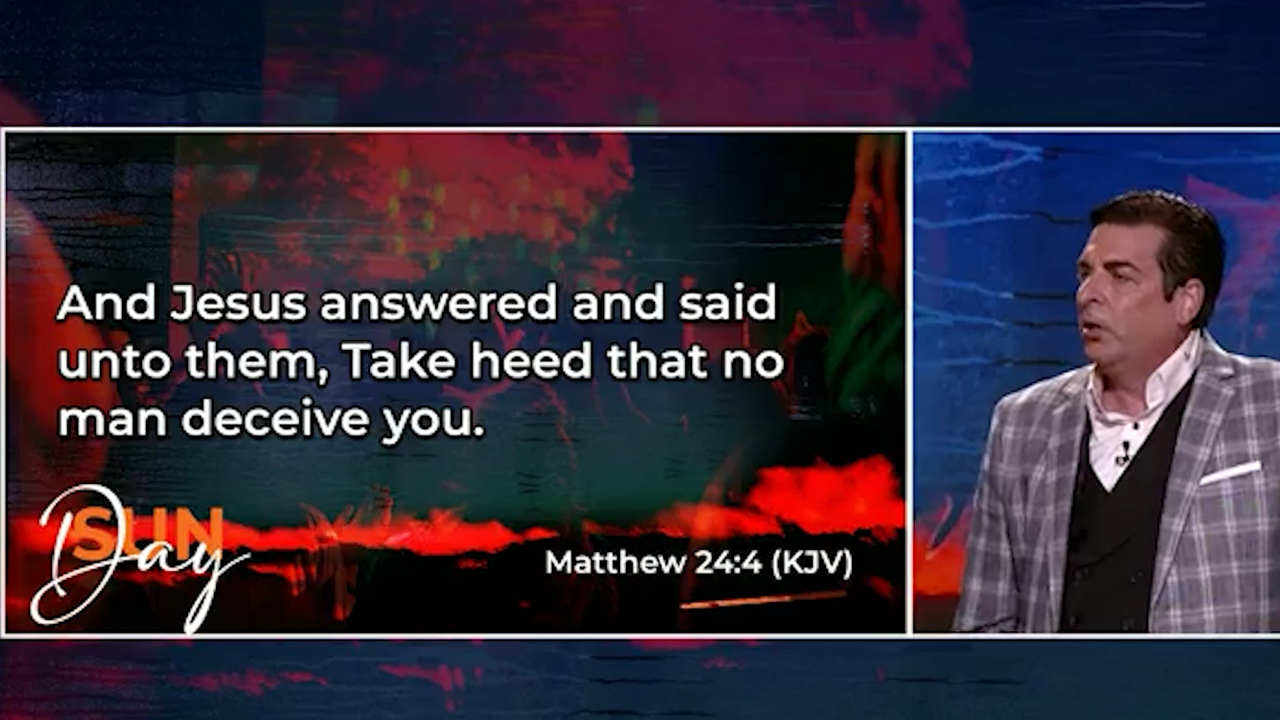 And Jesus answered and said
unto them, Take heed that no
man deceive you.
SUN
Day
Matthew 24:4 (KJV)